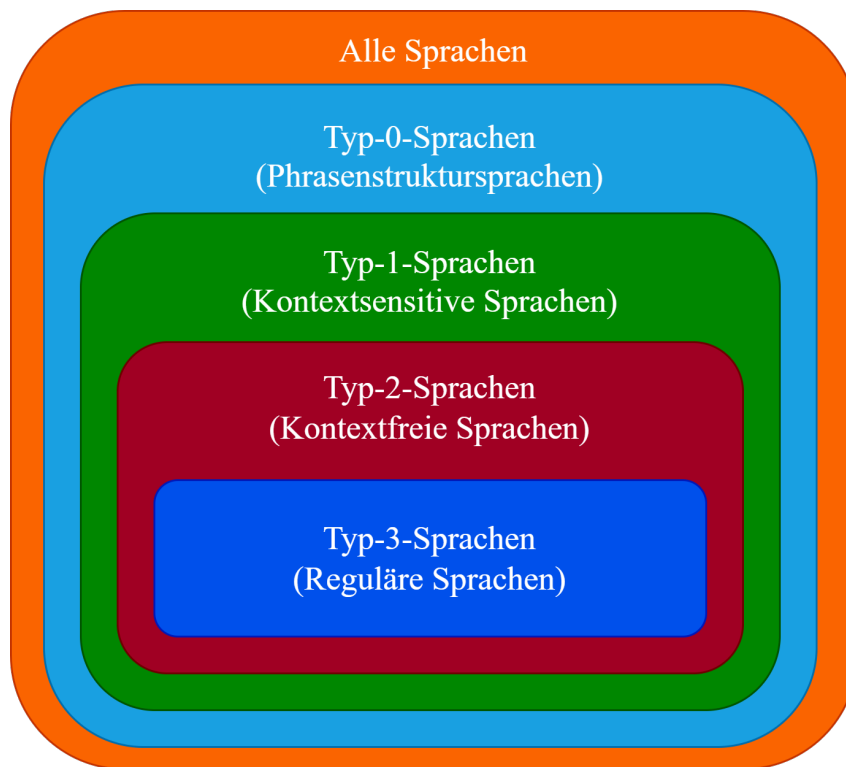 Alle Sprachen
Typ-0-Sprachen
(Phrasenstruktursprachen)
Typ-1-Sprachen
(Kontextsensitive Sprachen)
Typ-2-Sprachen
(Kontextfreie Sprachen)
Typ-3-Sprachen
(Reguläre Sprachen)